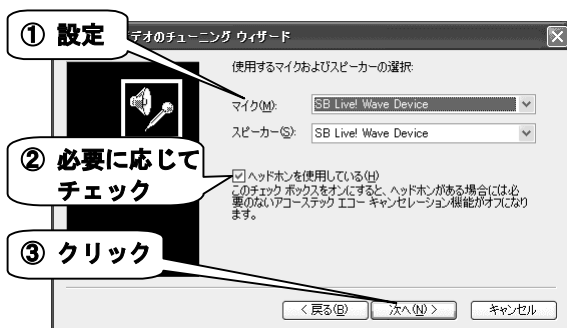 ① 設定
デオのチューニング ウィザード
使用するマイクおよびスピーカーの選択:
マイク(M):
SB Live! Wave Device
スピーカー(S):
SB Live! Wave Device
② 必要に応じて
チェック
ヘッドホンを使用している(H)
このチェック ボックスをオンにすると、ヘッドホンがある場合には必
要のないアコーステック エコー キャンセレーション機能がオフになり
ます。
③ クリック
< 戻る(B)
次へ(N) >
キャンセル